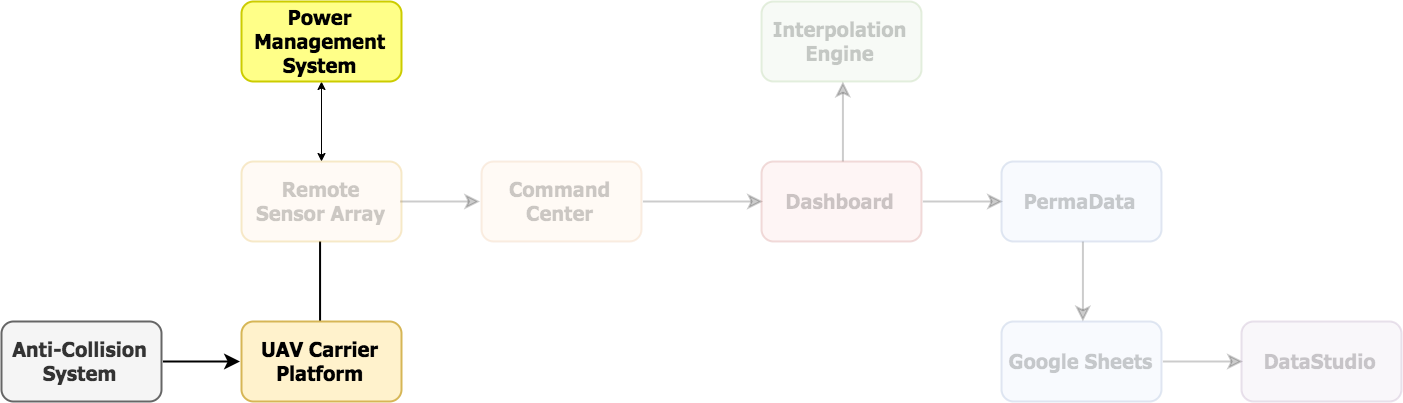 Power
Management
System
Interpolation
Engine
Remote
Sensor Array
Command
Center
Dashboard
PermaData
Anti-Collision
System
UAV Carrier
Platform
Google Sheets
DataStudio